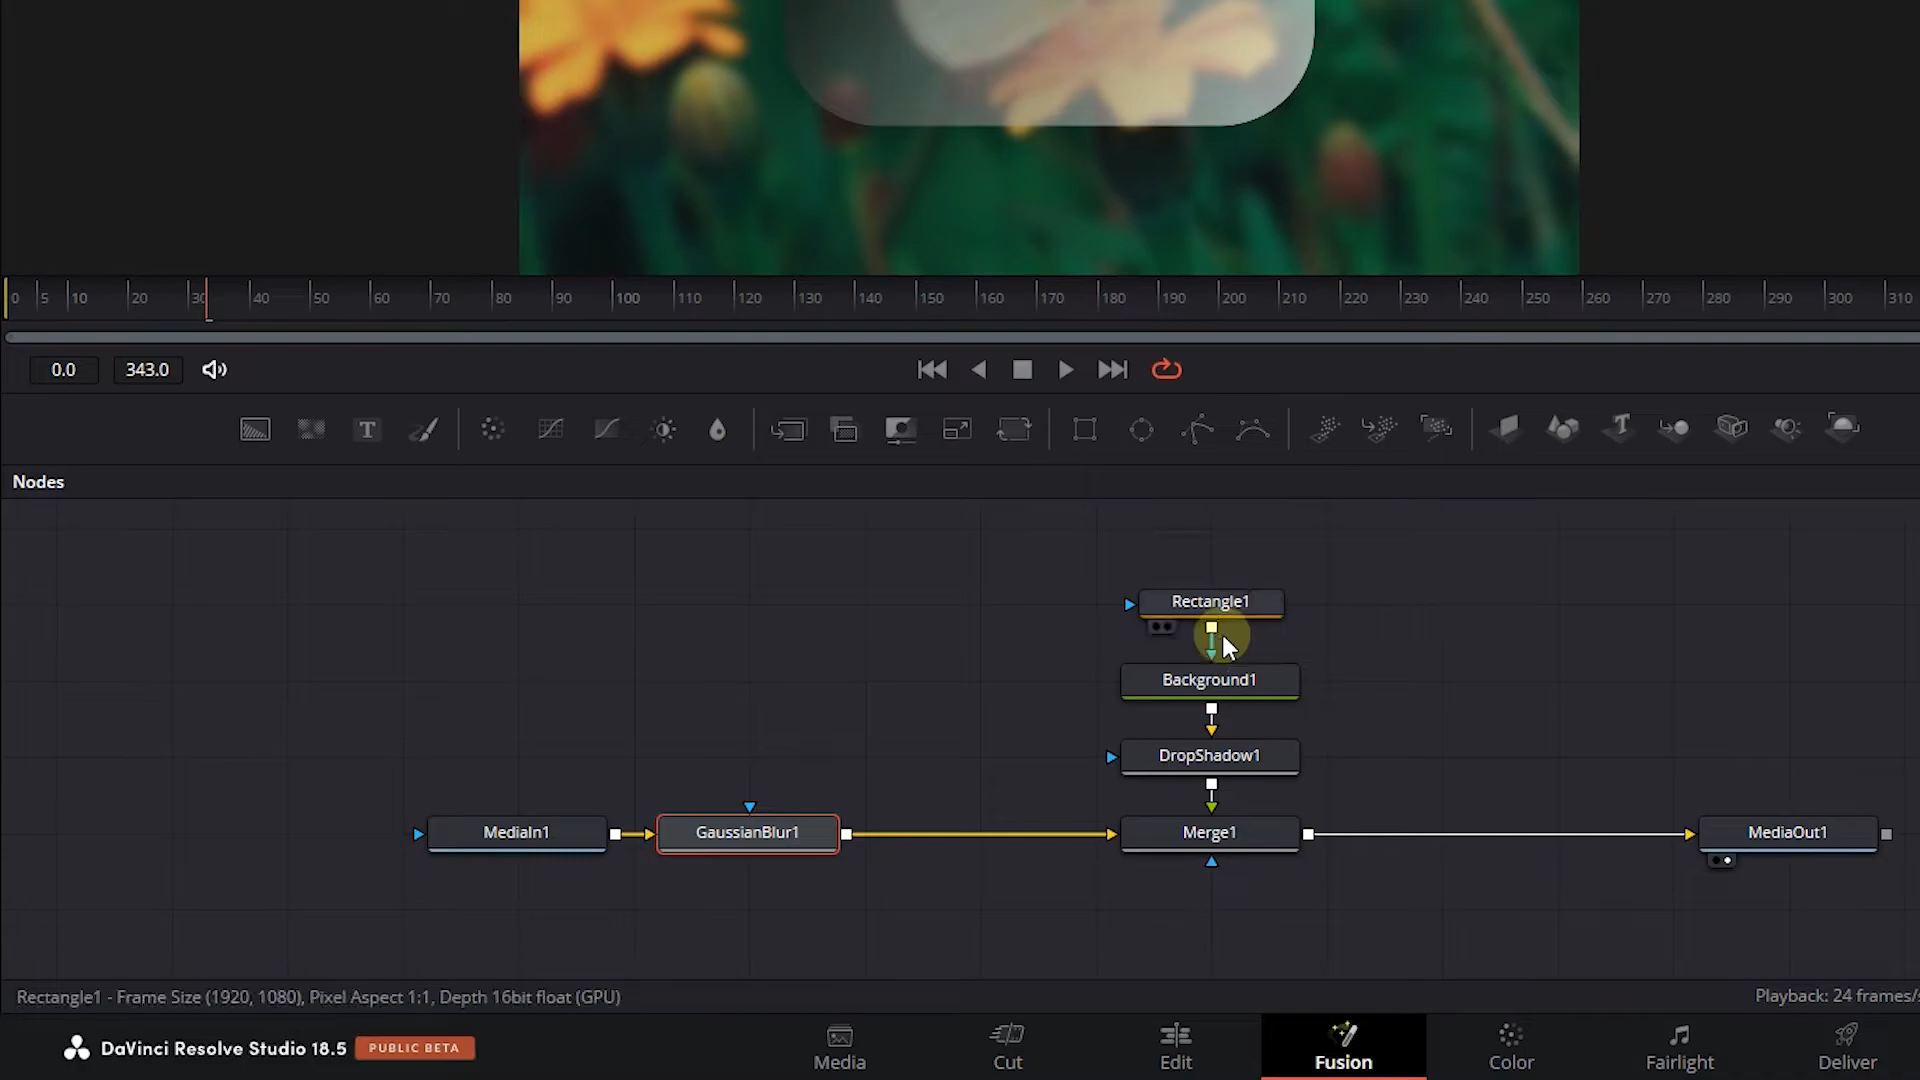 0 5 10 20 30 40 50 60 70 80 90 100 110 120 130 140 150 160 170 180 190 200 210 220 230 240 250 260 270 280 290 300 310
0.0 343.0
T
Nodes
Rectangle1
Background1
DropShadow1
MediaIn1 GaussianBlur1 Merge1 MediaOut1
Rectangle1 - Frame Size (1920, 1080), Pixel Aspect 1:1, Depth 16bit float (GPU) Playback: 24 frames/s
DaVinci Resolve Studio 18.5 PUBLIC BETA
Media Cut Edit Fusion Color Fairlight Deliver